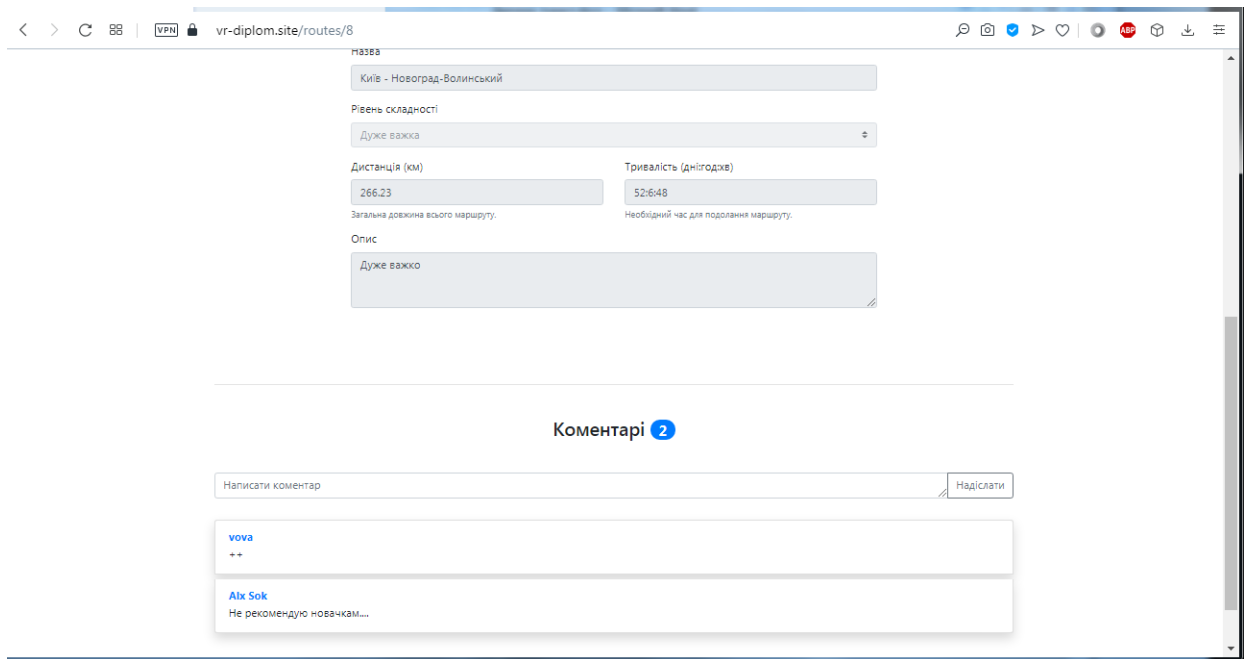 VPN
vr-diplom.site/routes/8
ABP
Назва
Київ - Новоград-Волинський
Рівень складності
Дуже важка
Дистанція (км)
Тривалість (дні:год:хв)
266.23
52:6:48
Загальна довжина всього маршруту.
Необхідний час для подолання маршруту.
Опис
Дуже важко
Коментарі 2
Написати коментар
Надіслати
vova
++
Alx Sok
Не рекомендую новачкам....